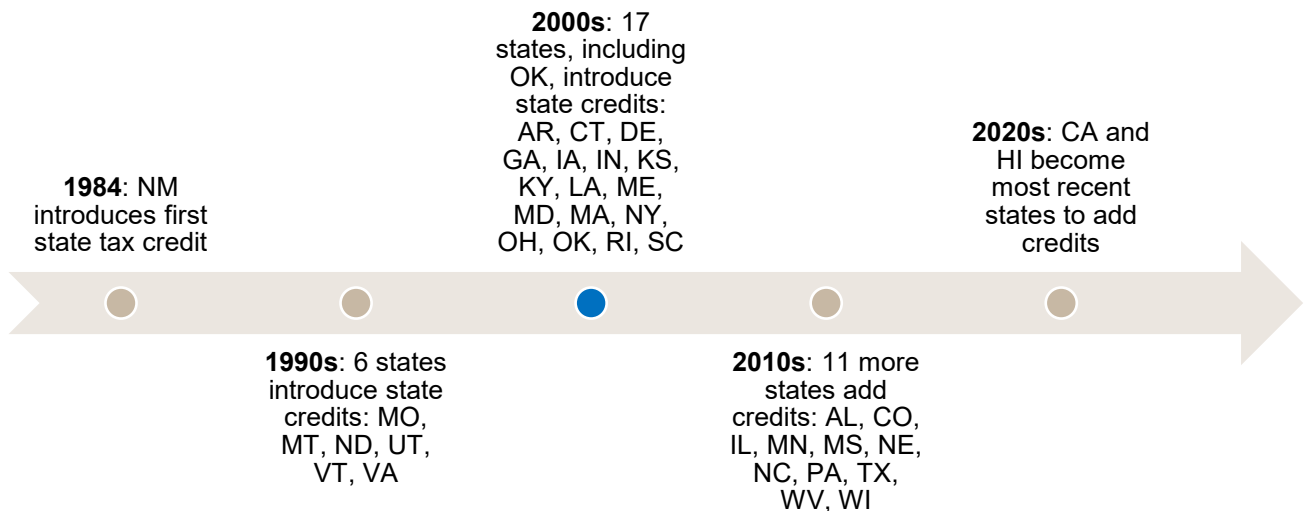 1984: NM
introduces first
state tax credit
1990s: 6 states
introduce state
credits: MO,
MT, ND, UT,
VT, VA
2000s: 17
states, including
OK, introduce
state credits:
AR, CT, DE,
GA, IA, IN, KS,
KY, LA, ME,
MD, MA, NY,
OH, OK, RI, SC
2010s: 11 more
states add
credits: AL, CO,
IL, MN, MS, NE,
NC, PA, TX,
WV, WI
2020s: CA and
HI become
most recent
states to add
credits